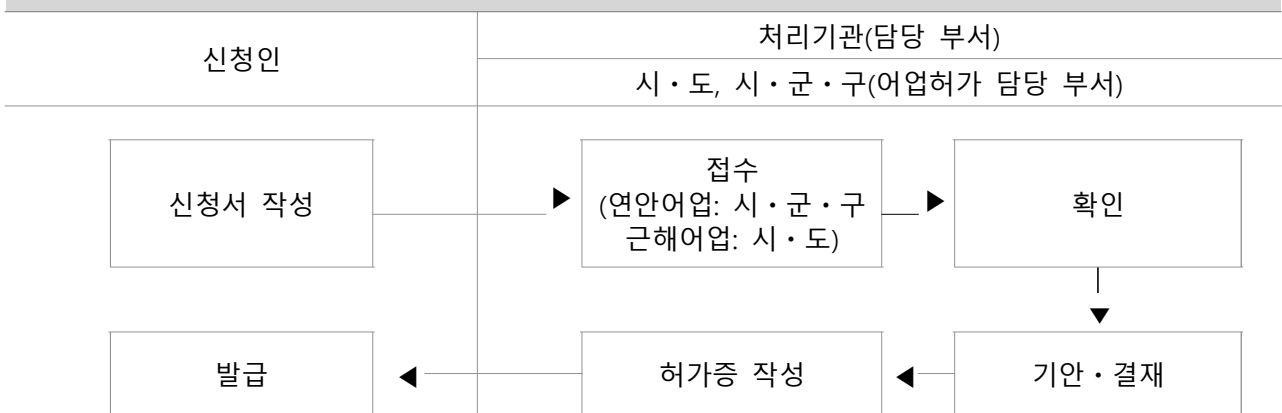 신청인
처리기관(담당 부서)
시・도, 시・군・구(어업허가 담당 부서)
신청서 작성
접수
(연안어업: 시・군・구
근해어업: 시・도)
확인
발급
허가증 작성
기안・결재